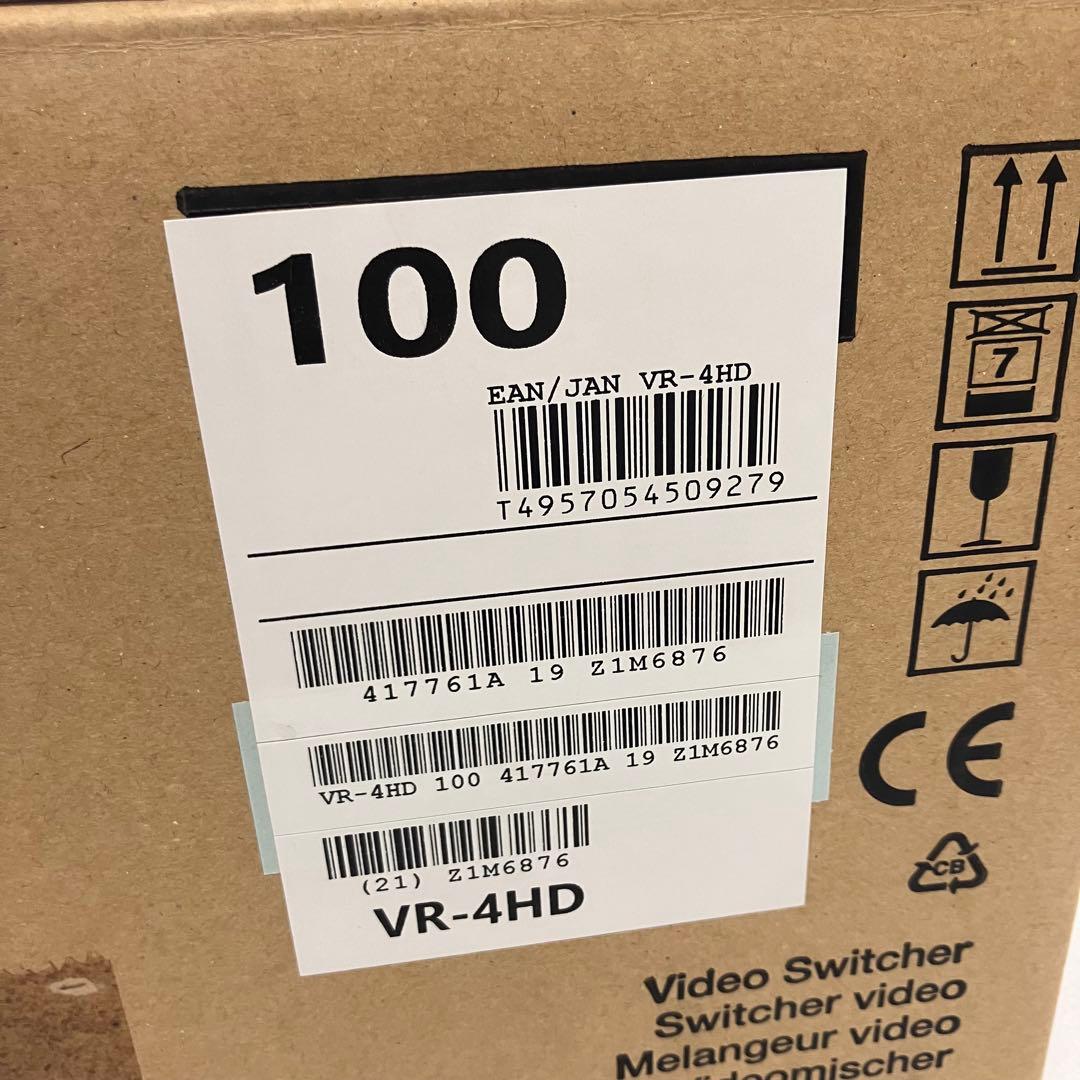 100
EAN/JAN VR-4HD
T4957054509279
417761A 19 Z1M6876
VR-4HD 100 417761A 19 Z1M6876
(21) Z1M6876
VR-4HD
7
CE
CB
Video Switcher
Switcher video
Melangeur video